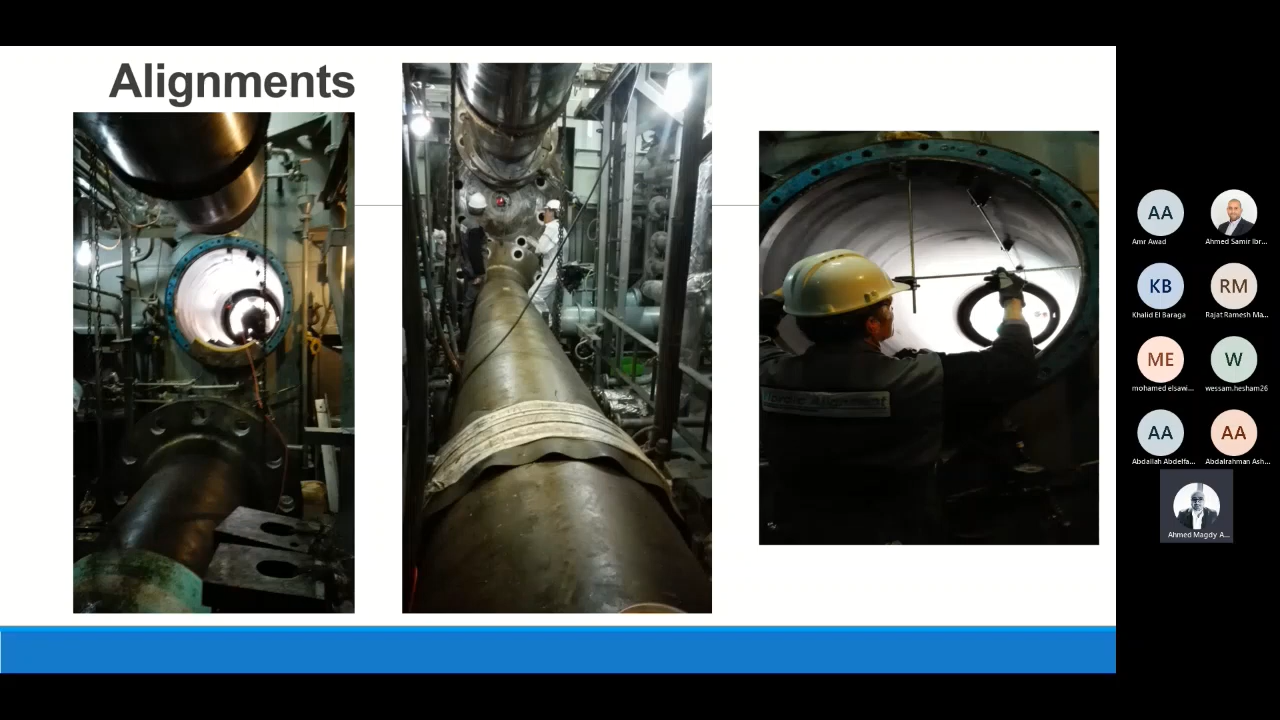 Alignments
AA
Amr Awad
Ahmed Samir Ibr...
KB
Khalid El Baraga
RM
Rajat Ramesh Ma...
ME
mohamed elsawi...
W
wessam.hesham26
AA
Abdallah Abdelfa...
AA
Abdalrahman Ash...
Ahmed Magdy A...
Alignment